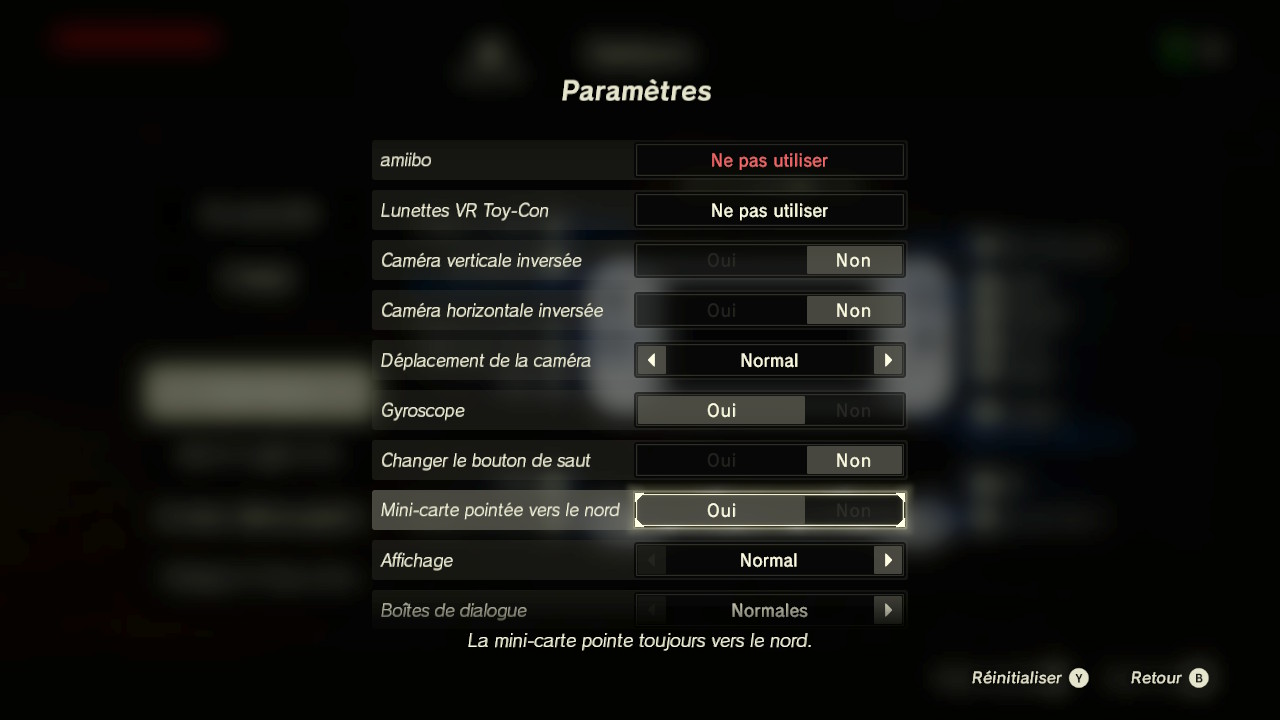 Paramètres
amiibo Ne pas utiliser
Lunettes VR Toy-Con Ne pas utiliser
Caméra verticale inversée Oui Non
Caméra horizontale inversée Oui Non
Déplacement de la caméra Normal
Gyroscope Oui Non
Changer le bouton de saut Oui Non
Mini-carte pointée vers le nord Oui Non
Affichage Normal
Boîtes de dialogue Normales
La mini-carte pointe toujours vers le nord.
Réinitialiser Y Retour B